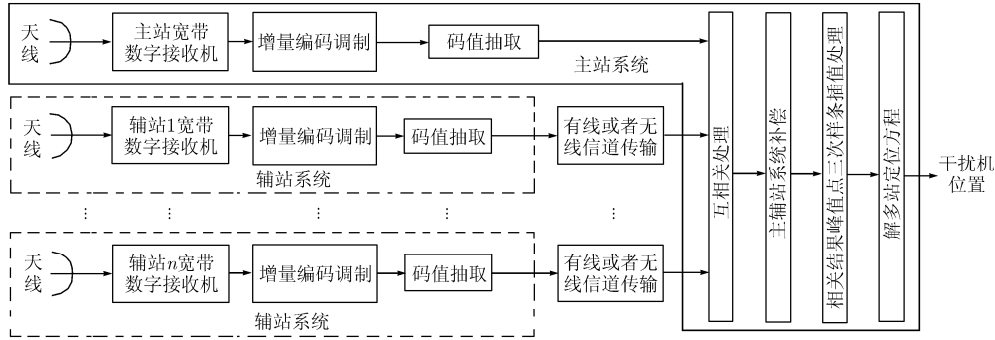 天
线
主站宽带
数字接收机
增量编码调制
码值抽取
主站系统
天
线
辅站1宽带
数字接收机
增量编码调制
码值抽取
有线或者无
线信道传输
辅站系统
天
线
辅站n宽带
数字接收机
增量编码调制
码值抽取
有线或者无
线信道传输
辅站系统
互相关处理
主辅站系统补偿
相关结果峰值点三次样条插值处理
解多站定位方程
干扰机
位置